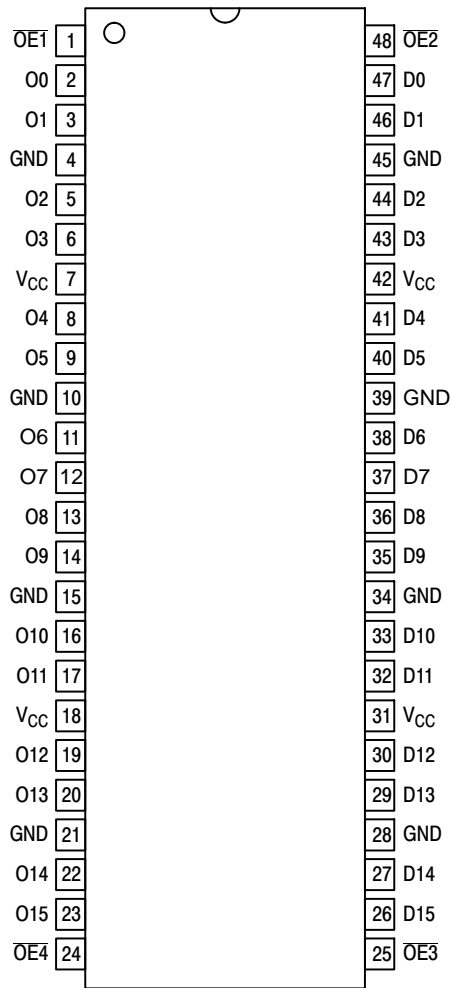 O̅E̅1̅ 1 48 O̅E̅2̅
O0 2 47 D0
O1 3 46 D1
GND 4 45 GND
O2 5 44 D2
O3 6 43 D3
VCC 7 42 VCC
O4 8 41 D4
O5 9 40 D5
GND 10 39 GND
O6 11 38 D6
O7 12 37 D7
O8 13 36 D8
O9 14 35 D9
GND 15 34 GND
O10 16 33 D10
O11 17 32 D11
VCC 18 31 VCC
O12 19 30 D12
O13 20 29 D13
GND 21 28 GND
O14 22 27 D14
O15 23 26 D15
O̅E̅4̅ 24 25 O̅E̅3̅